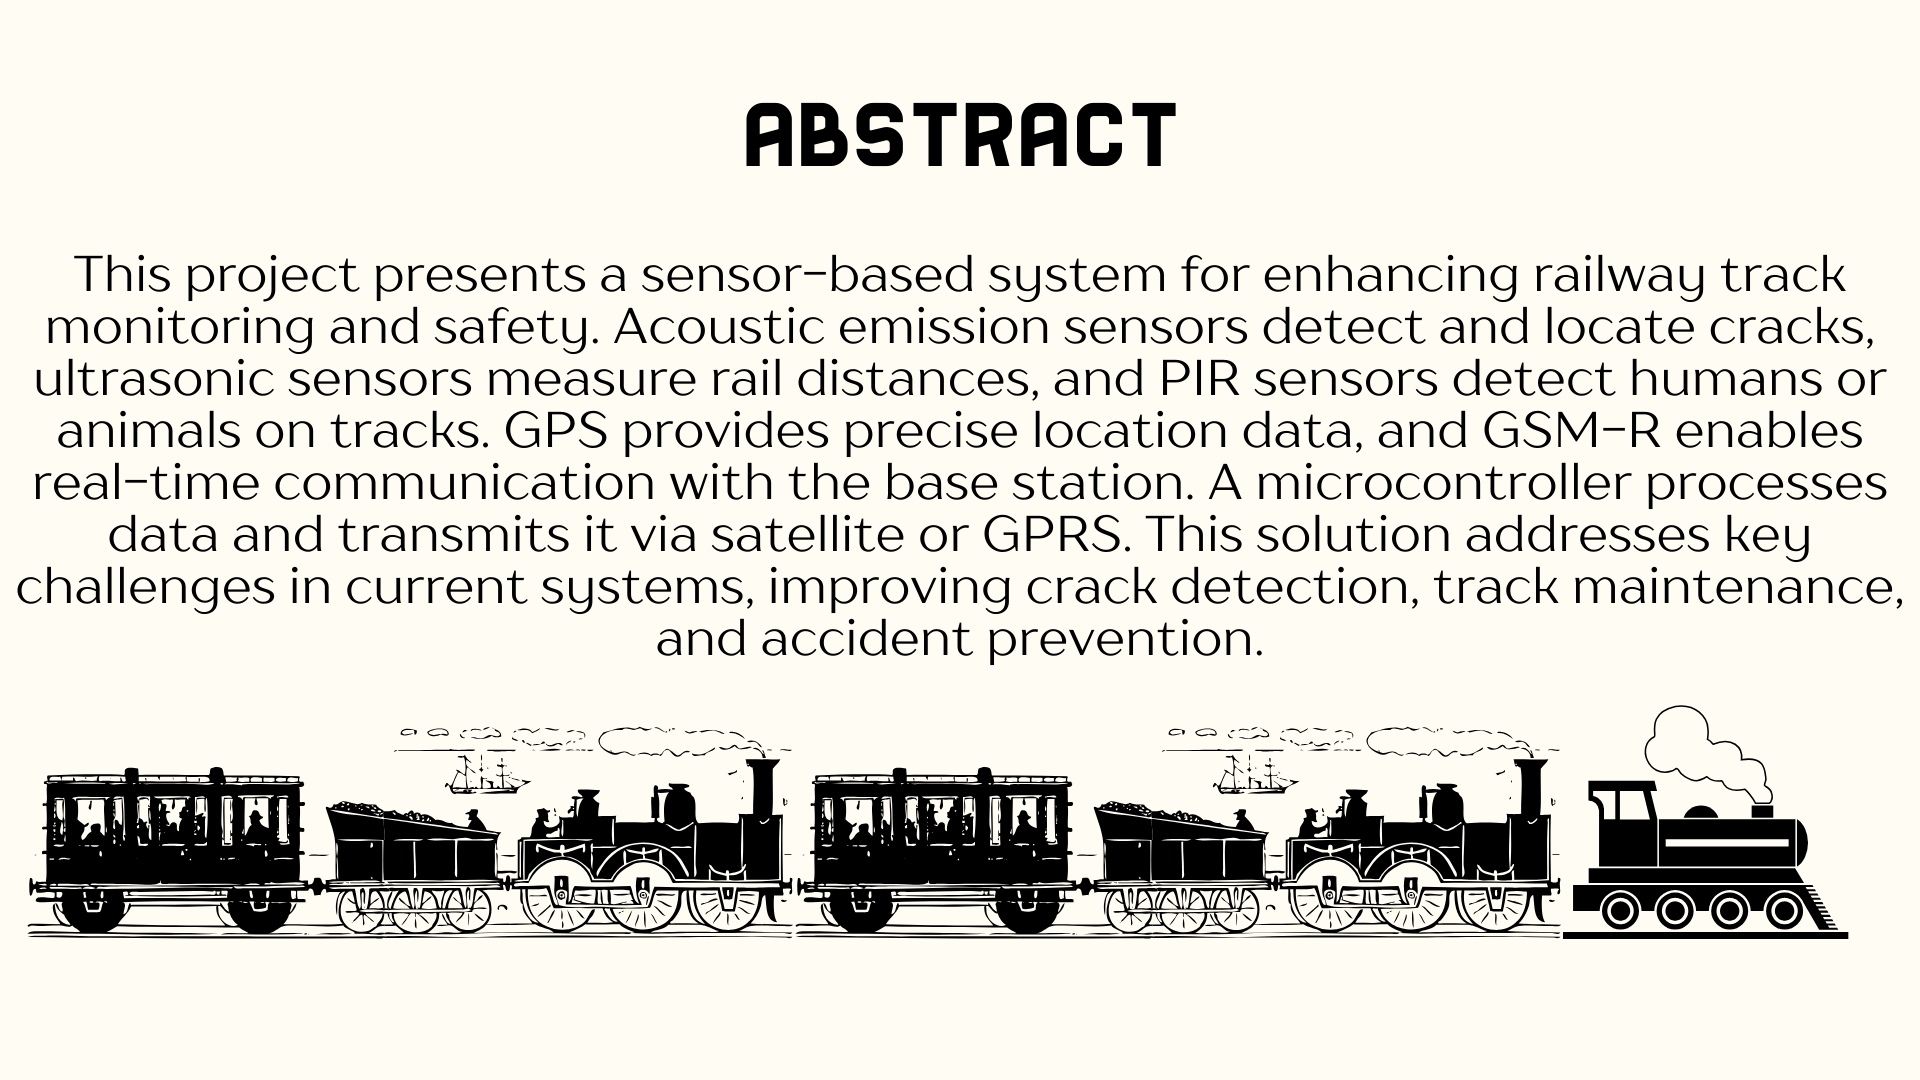 ABSTRACT
This project presents a sensor-based system for enhancing railway track
monitoring and safety. Acoustic emission sensors detect and locate cracks,
ultrasonic sensors measure rail distances, and PIR sensors detect humans or
animals on tracks. GPS provides precise location data, and GSM-R enables
real-time communication with the base station. A microcontroller processes
data and transmits it via satellite or GPRS. This solution addresses key
challenges in current systems, improving crack detection, track maintenance,
and accident prevention.